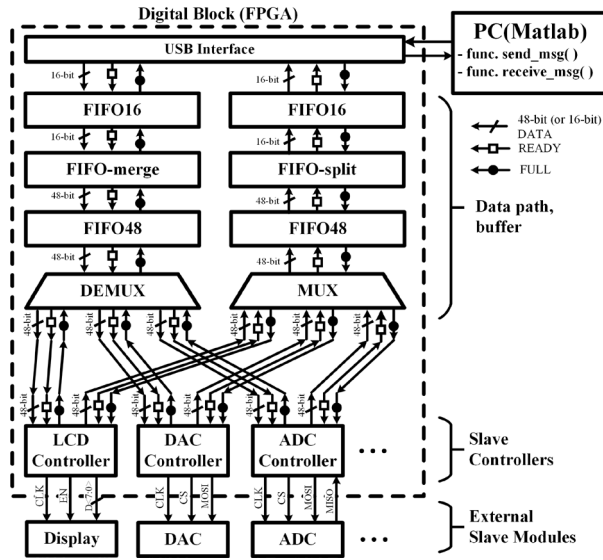 Digital Block (FPGA)
PC(Matlab)
- func. send_msg( )
- func. receive_msg( )
USB Interface
16-bit
16-bit
FIFO16
FIFO16
48-bit (or 16-bit)
DATA
READY
FULL
16-bit
16-bit
FIFO-merge
FIFO-split
48-bit
48-bit
Data path,
buffer
FIFO48
FIFO48
48-bit
48-bit
DEMUX
MUX
48-bit
48-bit
48-bit
48-bit
48-bit
48-bit
48-bit
48-bit
48-bit
48-bit
48-bit
48-bit
LCD
Controller
DAC
Controller
ADC
Controller
...
Slave
Controllers
CLK
EN
D<7:0>
CLK
CS
MOSI
CLK
CS
MOSI
MISO
Display
DAC
ADC
...
External
Slave Modules